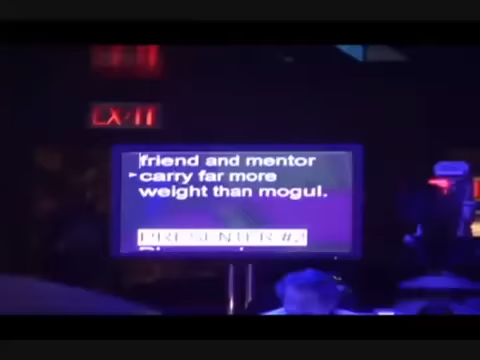 EXIT
friend and mentor
carry far more
weight than mogul.
PRESENTER #2